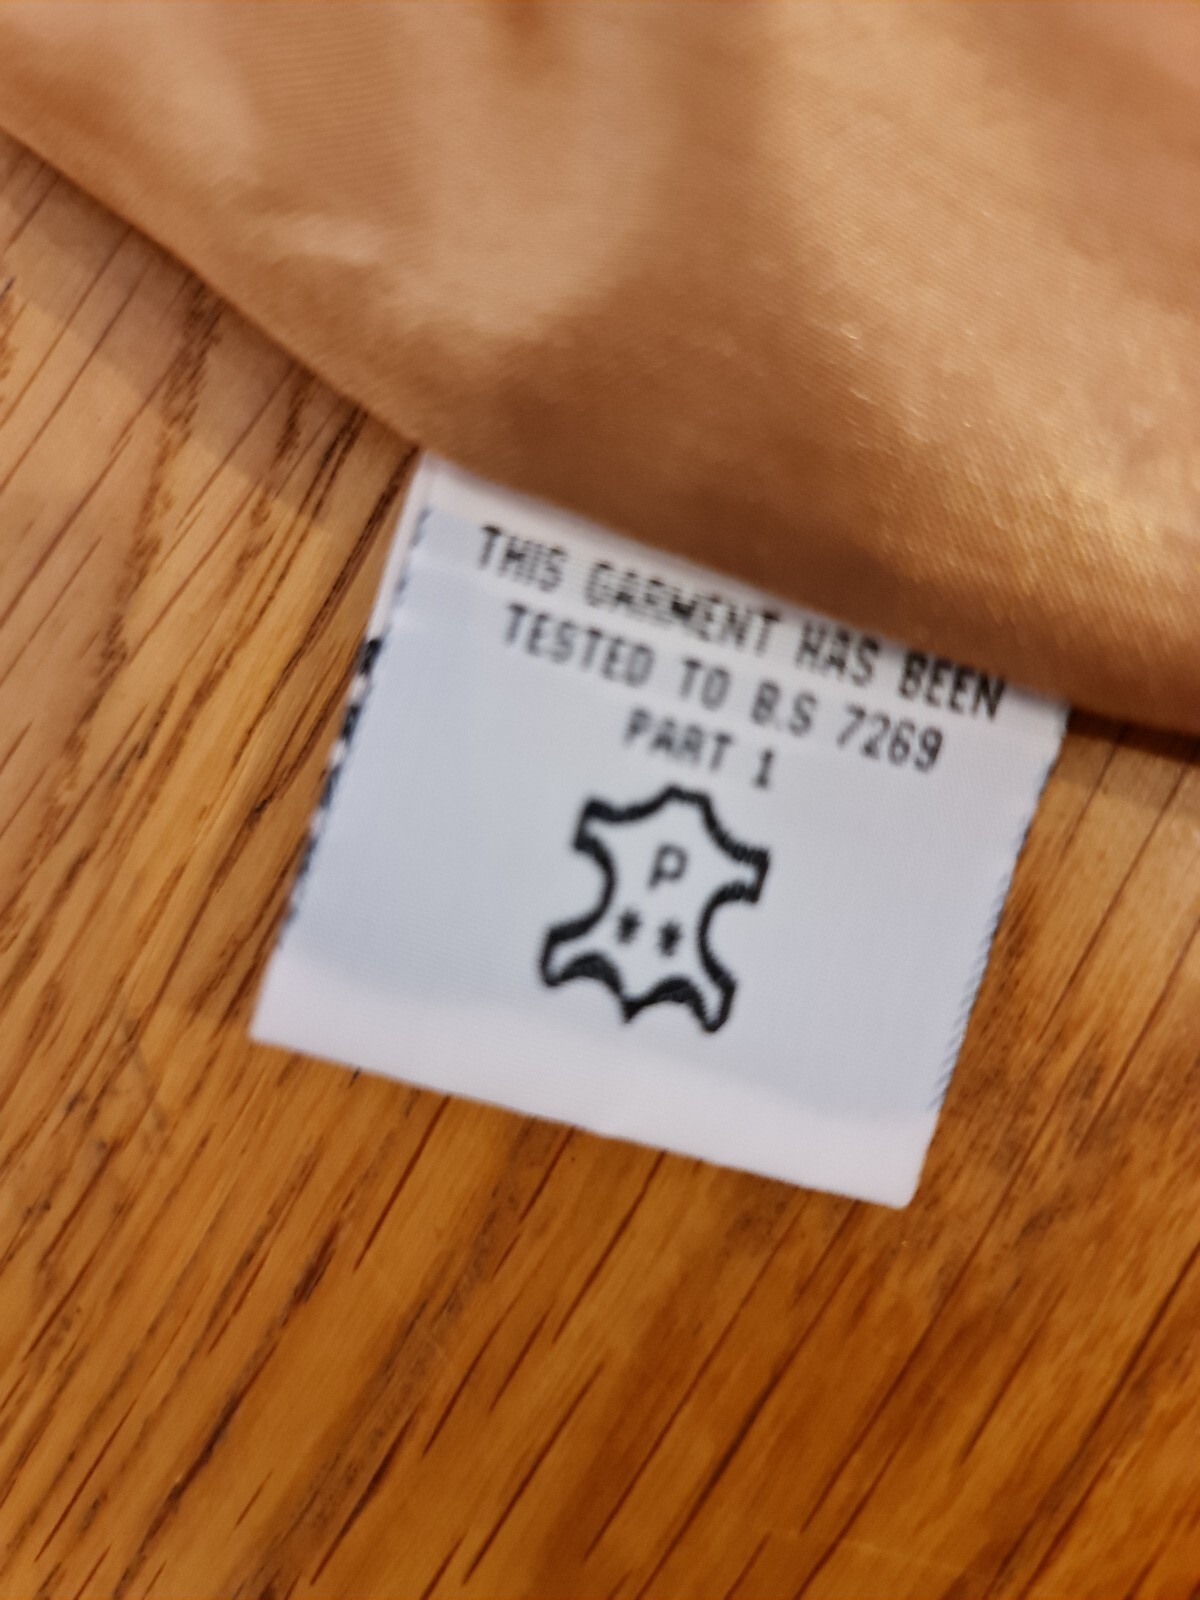 THIS GARMENT HAS BEEN
TESTED TO B.S 7269
PART 1
P
**